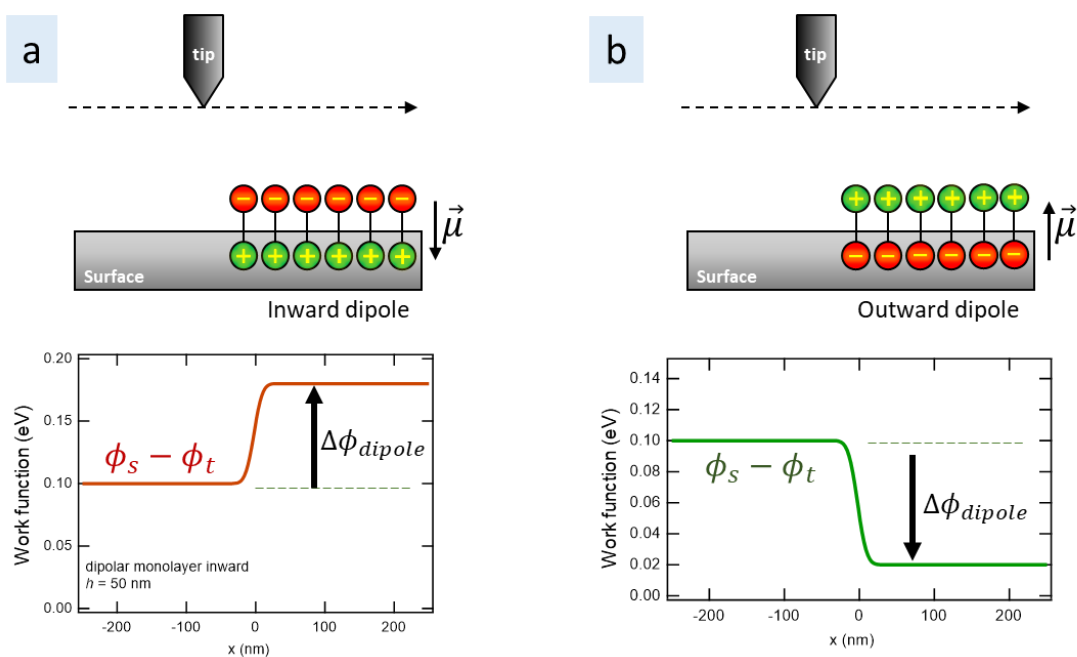 a
tip
− − − − − −
+ + + + + +
μ⃗
Surface
Inward dipole
0.20
0.15
0.10
0.05
0.00
Work function (eV)
ϕₛ − ϕₜ
Δϕ_dipole
dipolar monolayer inward
h = 50 nm
-200 -100 0 100 200
x (nm)
b
tip
+ + + + + +
− − − − − −
μ⃗
Surface
Outward dipole
0.14
0.12
0.10
0.08
0.06
0.04
0.02
0.00
Work function (eV)
ϕₛ − ϕₜ
Δϕ_dipole
-200 -100 0 100 200
x (nm)